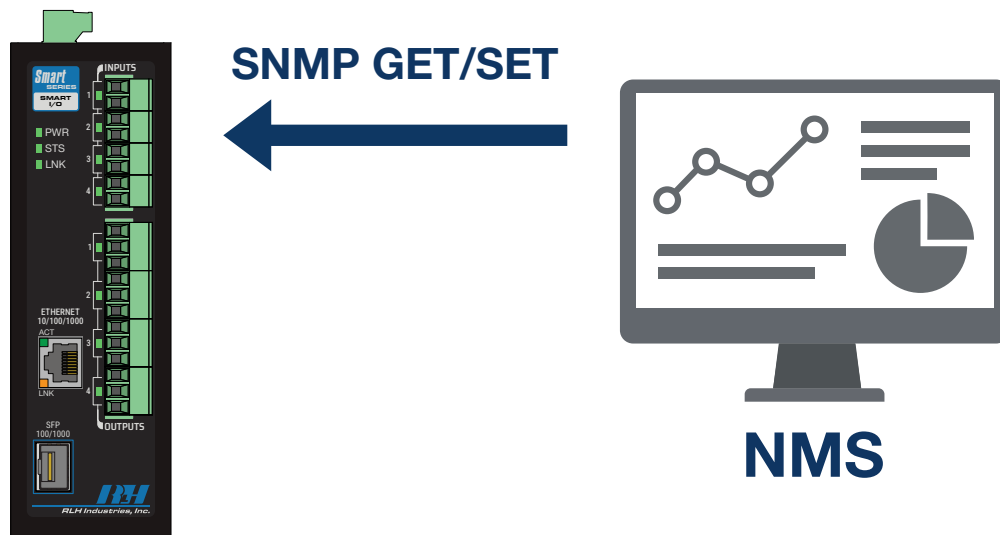 SNMP GET/SET
INPUTS
Smart
SERIES
SMART
I/O
1
PWR
2
STS
3
LNK
4
1
2
ETHERNET
10/100/1000
ACT
3
LNK
4
OUTPUTS
SFP
100/1000
RLH
RLH Industries, Inc.
NMS